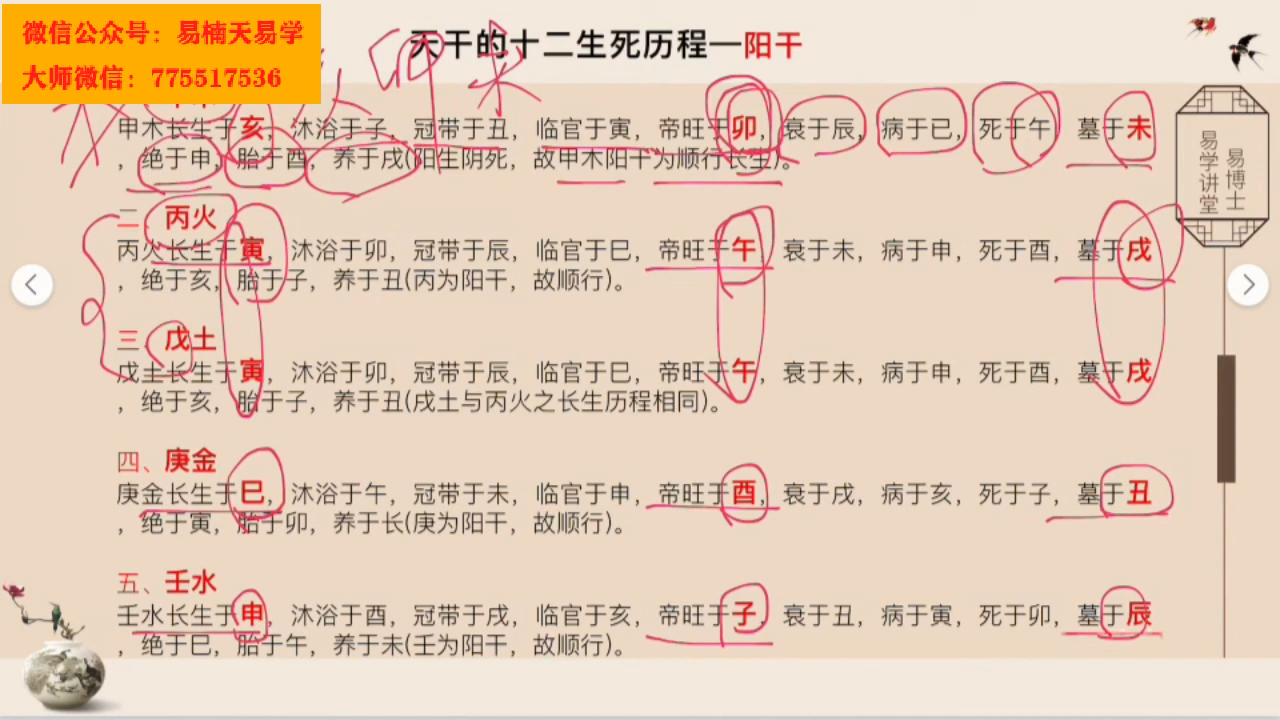 微信公众号：易楠天易学
大师微信：775517536
天干的十二生死历程—阳干
甲木长生于亥，沐浴于子，冠带于丑，临官于寅，帝旺于卯，衰于辰，病于巳，死于午，墓于未
，绝于申，胎于酉，养于戌(阳生阴死，故甲木阳干为顺行长生)。
二、丙火
丙火长生于寅，沐浴于卯，冠带于辰，临官于巳，帝旺于午，衰于未，病于申，死于酉，墓于戌
，绝于亥，胎于子，养于丑(丙为阳干，故顺行)。
三、戊土
戊土长生于寅，沐浴于卯，冠带于辰，临官于巳，帝旺于午，衰于未，病于申，死于酉，墓于戌
，绝于亥，胎于子，养于丑(戌土与丙火之长生历程相同)。
四、庚金
庚金长生于巳，沐浴于午，冠带于未，临官于申，帝旺于酉，衰于戌，病于亥，死于子，墓于丑
，绝于寅，胎于卯，养于长(庚为阳干，故顺行)。
五、壬水
壬水长生于申，沐浴于酉，冠带于戌，临官于亥，帝旺于子，衰于丑，病于寅，死于卯，墓于辰
，绝于巳，胎于午，养于未(壬为阳干，故顺行)。
易博士
易学讲堂